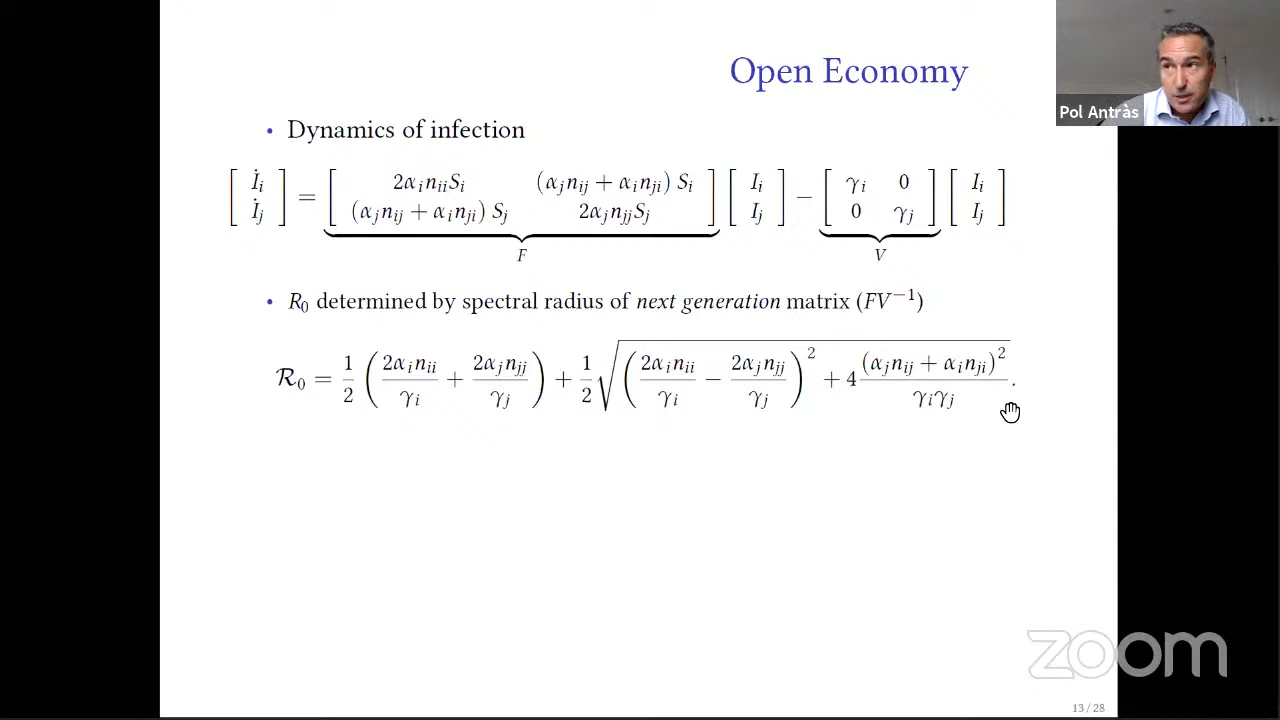 Open Economy
Pol Antràs
• Dynamics of infection
[ İ_i ; İ_j ] = [ 2α_i n_ii S_i   (α_j n_ij + α_i n_ji) S_i ; (α_j n_ij + α_i n_ji) S_j   2α_j n_jj S_j ] [ I_i ; I_j ] − [ γ_i   0 ; 0   γ_j ] [ I_i ; I_j ]
F V
• R_0 determined by spectral radius of next generation matrix (FV^{−1})
ℛ_0 = 1/2 ( 2α_i n_ii / γ_i + 2α_j n_jj / γ_j ) + 1/2 √( ( 2α_i n_ii / γ_i − 2α_j n_jj / γ_j )^2 + 4 (α_j n_ij + α_i n_ji)^2 / γ_i γ_j ) .
zoom
13 / 28